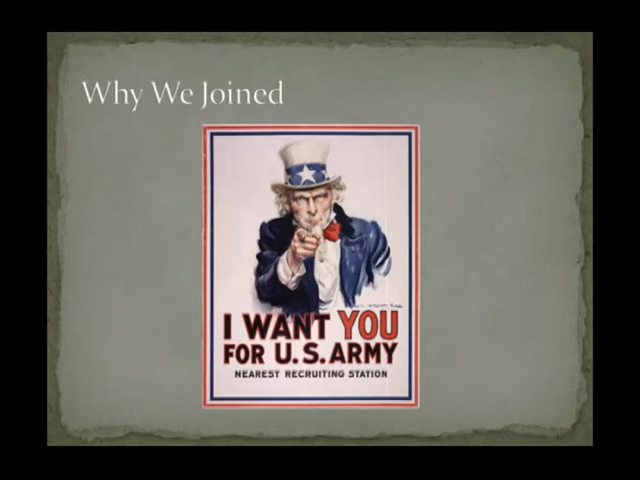 Why We Joined
I WANT YOU
FOR U.S. ARMY
NEAREST RECRUITING STATION